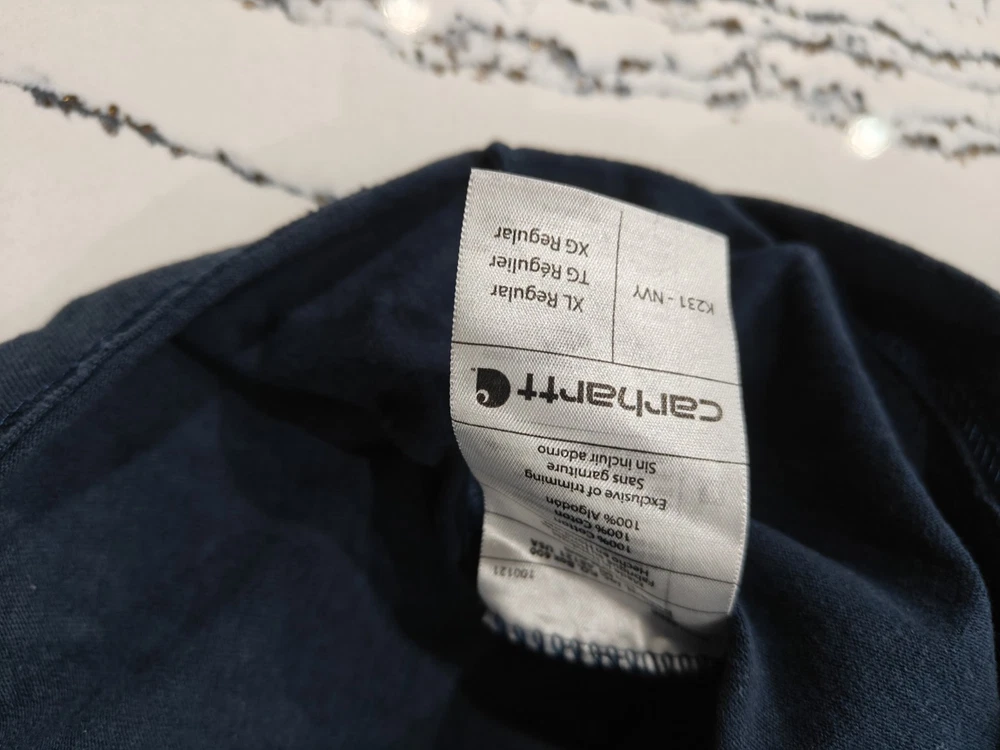 100121
100% Cotton
100% Coton
100% Algodón
Exclusive of trimming
Sans garniture
Sin incluir adorno
carhartt
K231 - NVY
XL Regular
TG Régulier
XG Regular